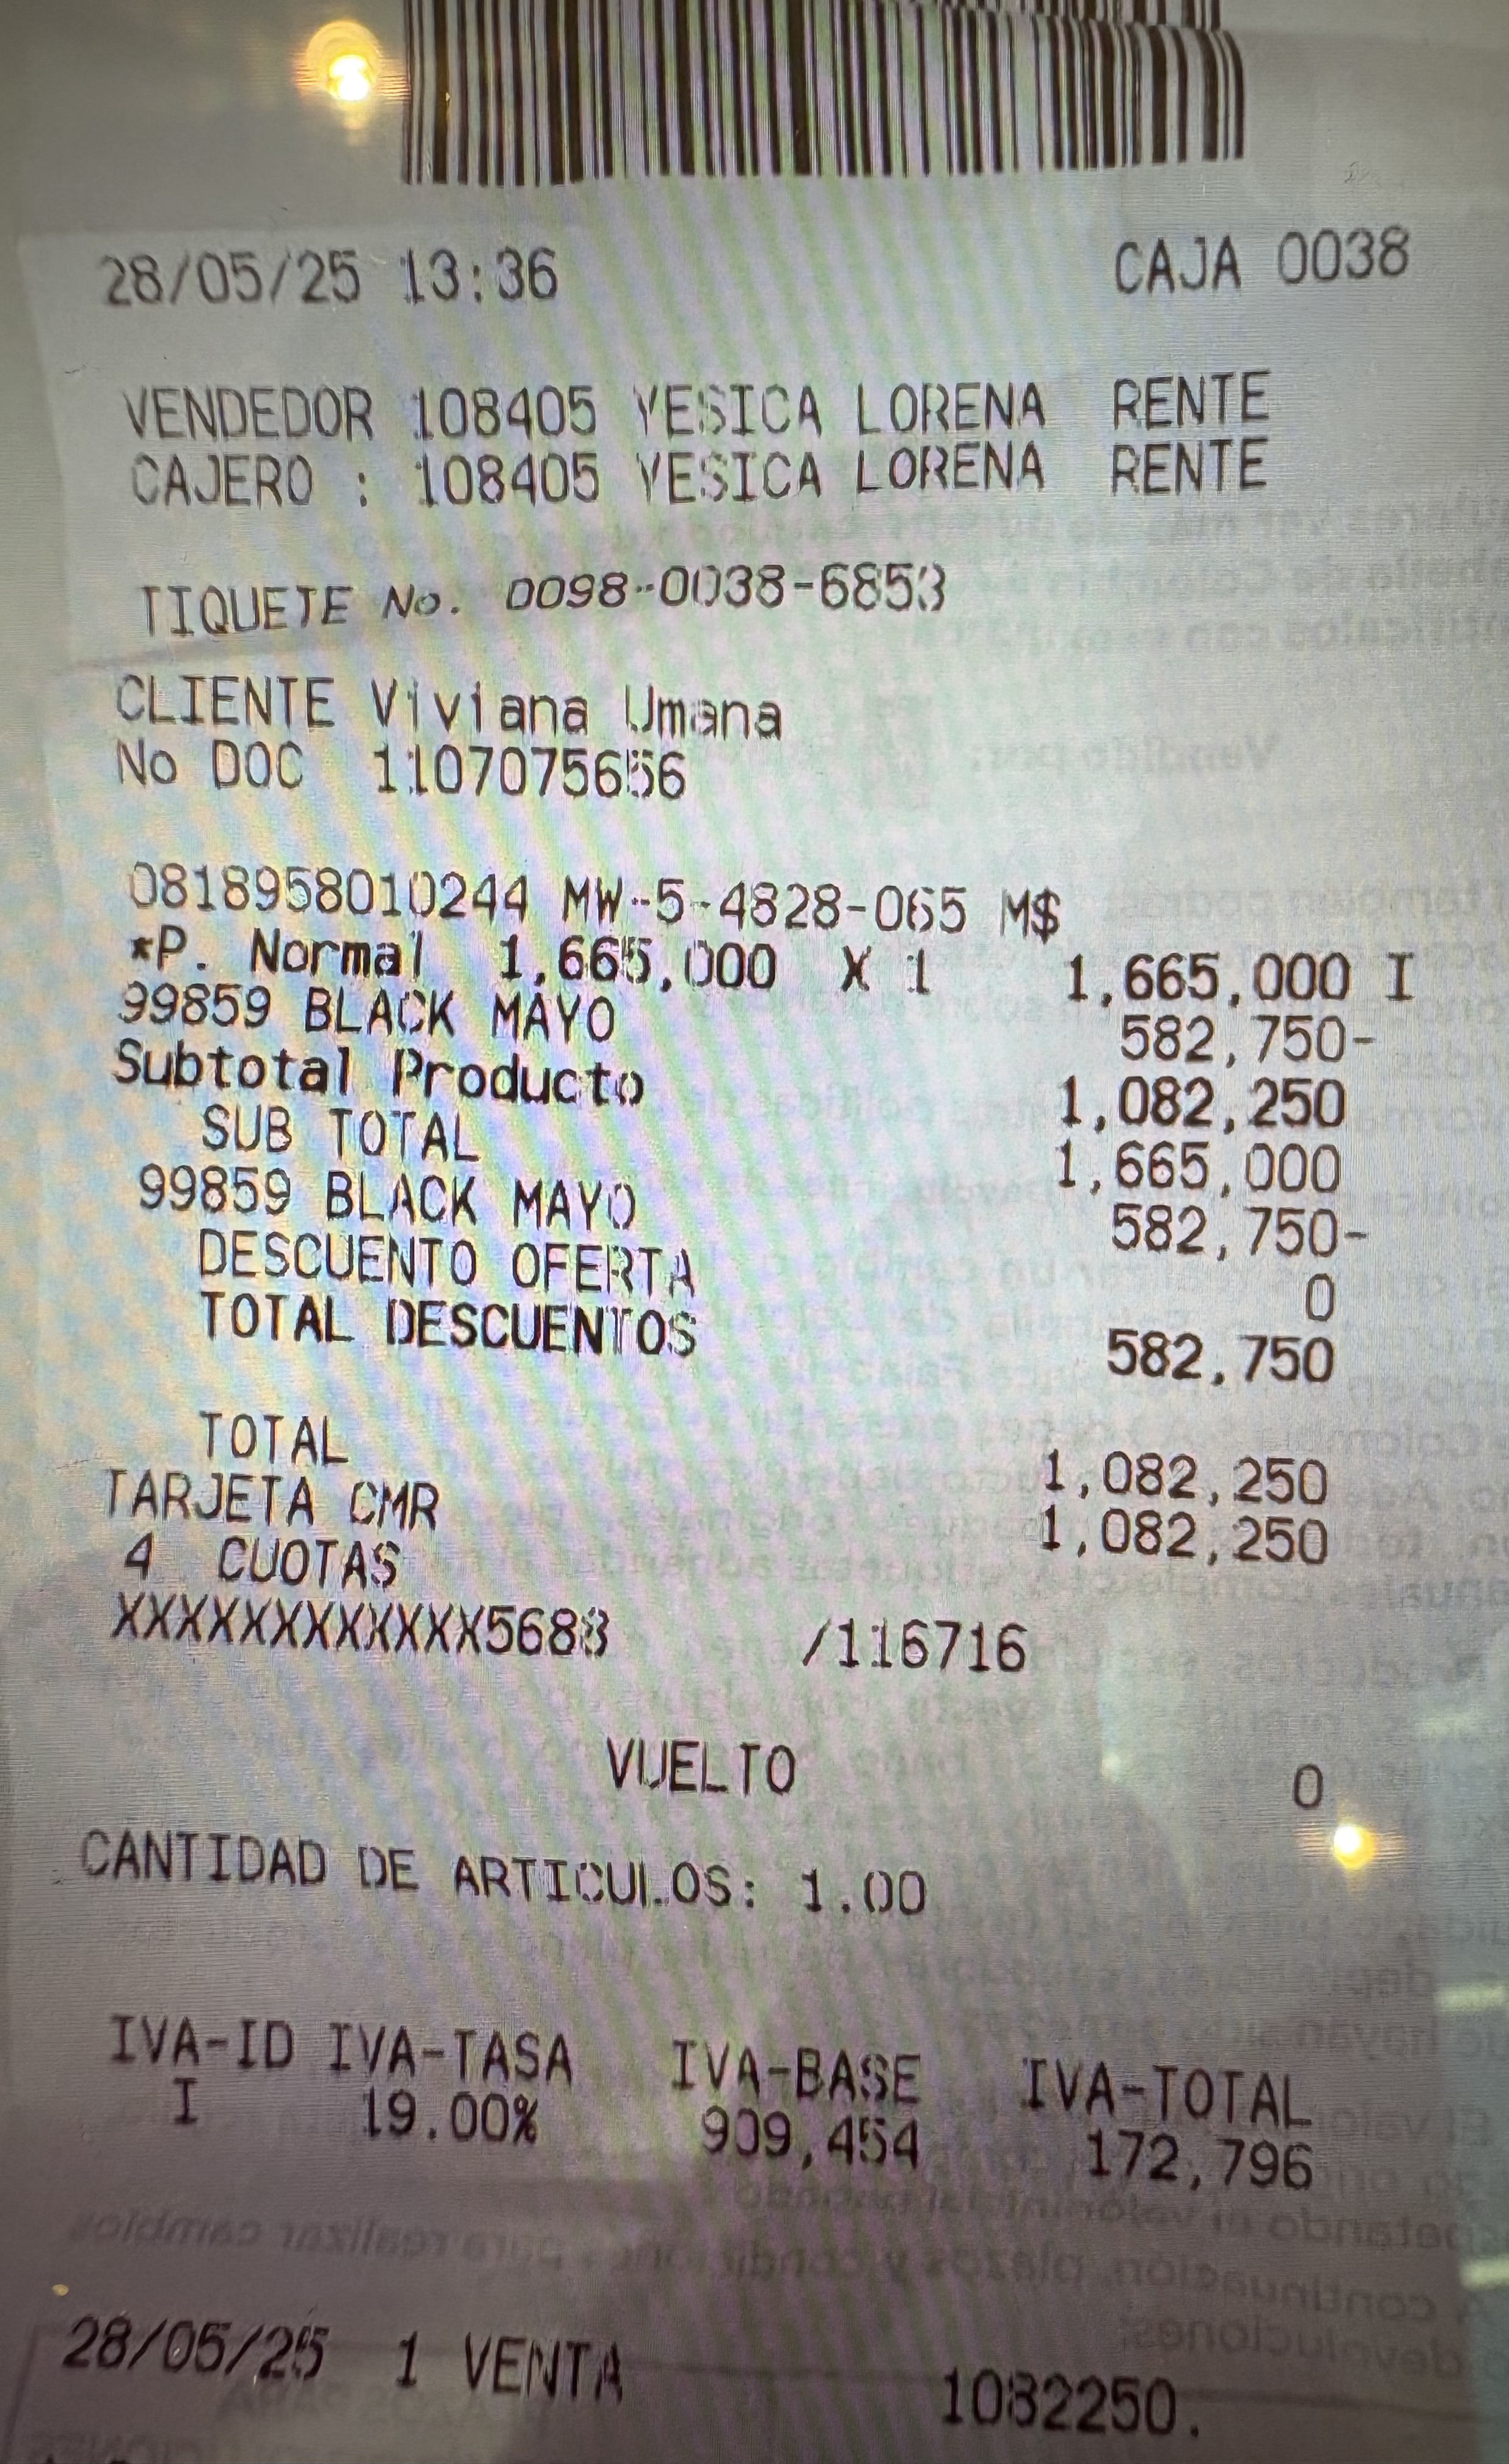 28/05/25 13:36 CAJA 0038
VENDEDOR 108405 YESICA LORENA RENTE
CAJERO : 108405 YESICA LORENA RENTE
TIQUETE No. 0098-0038-6853
CLIENTE Viviana Umana
No DOC 1107075656
0818958010244 MW-5-4828-065 M$
*P. Normal 1,665,000 X 1 1,665,000 I
99859 BLACK MAYO 582,750-
Subtotal Producto 1,082,250
SUB TOTAL 1,665,000
99859 BLACK MAYO 582,750-
DESCUENTO OFERTA 0
TOTAL DESCUENTOS 582,750
TOTAL 1,082,250
TARJETA CMR 1,082,250
4 CUOTAS
XXXXXXXXXXXX5683 /116716
VUELTO 0
CANTIDAD DE ARTICULOS: 1.00
IVA-ID IVA-TASA IVA-BASE IVA-TOTAL
I 19.00% 909,454 172,796
28/05/25 1 VENTA 1082250.